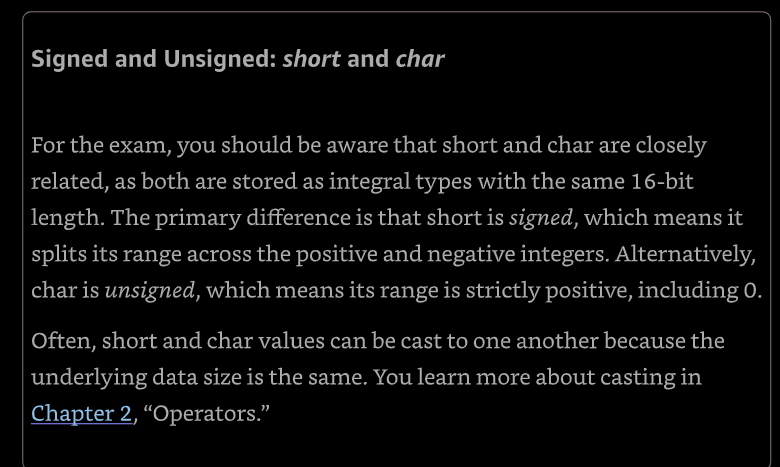 Signed and Unsigned: short and char
For the exam, you should be aware that short and char are closely
related, as both are stored as integral types with the same 16-bit
length. The primary difference is that short is signed, which means it
splits its range across the positive and negative integers. Alternatively,
char is unsigned, which means its range is strictly positive, including 0.
Often, short and char values can be cast to one another because the
underlying data size is the same. You learn more about casting in
Chapter 2, “Operators.”